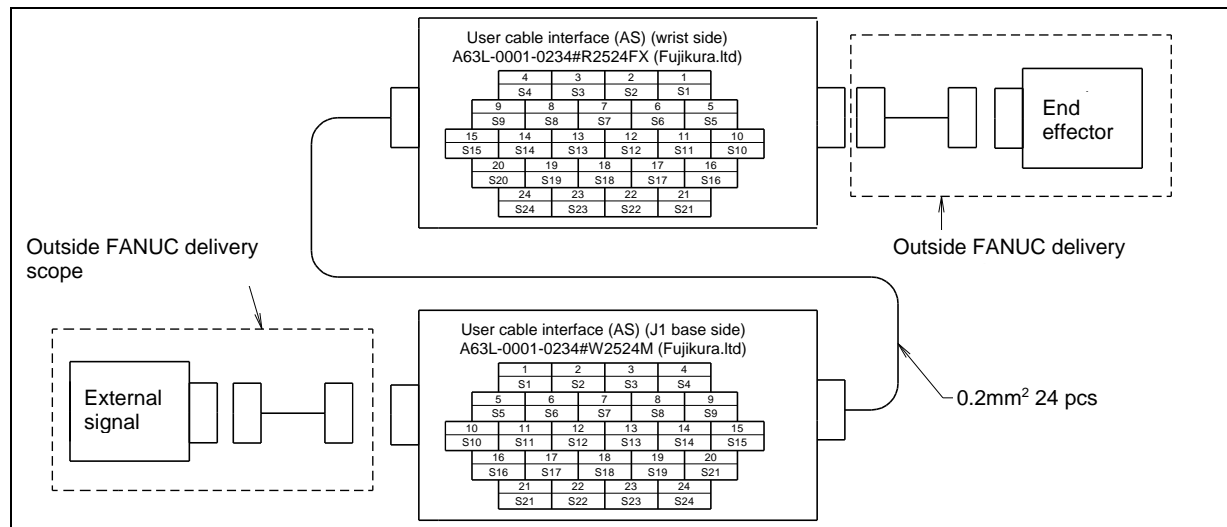 User cable interface (AS) (wrist side)
A63L-0001-0234#R2524FX (Fujikura.ltd)
4 3 2 1
S4 S3 S2 S1
9 8 7 6 5
S9 S8 S7 S6 S5
15 14 13 12 11 10
S15 S14 S13 S12 S11 S10
20 19 18 17 16
S20 S19 S18 S17 S16
24 23 22 21
S24 S23 S22 S21
End
effector
Outside FANUC delivery
scope
Outside FANUC delivery
User cable interface (AS) (J1 base side)
A63L-0001-0234#W2524M (Fujikura.ltd)
1 2 3 4
S1 S2 S3 S4
5 6 7 8 9
S5 S6 S7 S8 S9
10 11 12 13 14 15
S10 S11 S12 S13 S14 S15
16 17 18 19 20
S16 S17 S18 S19 S21
21 22 23 24
S21 S22 S23 S24
External
signal
0.2mm² 24 pcs